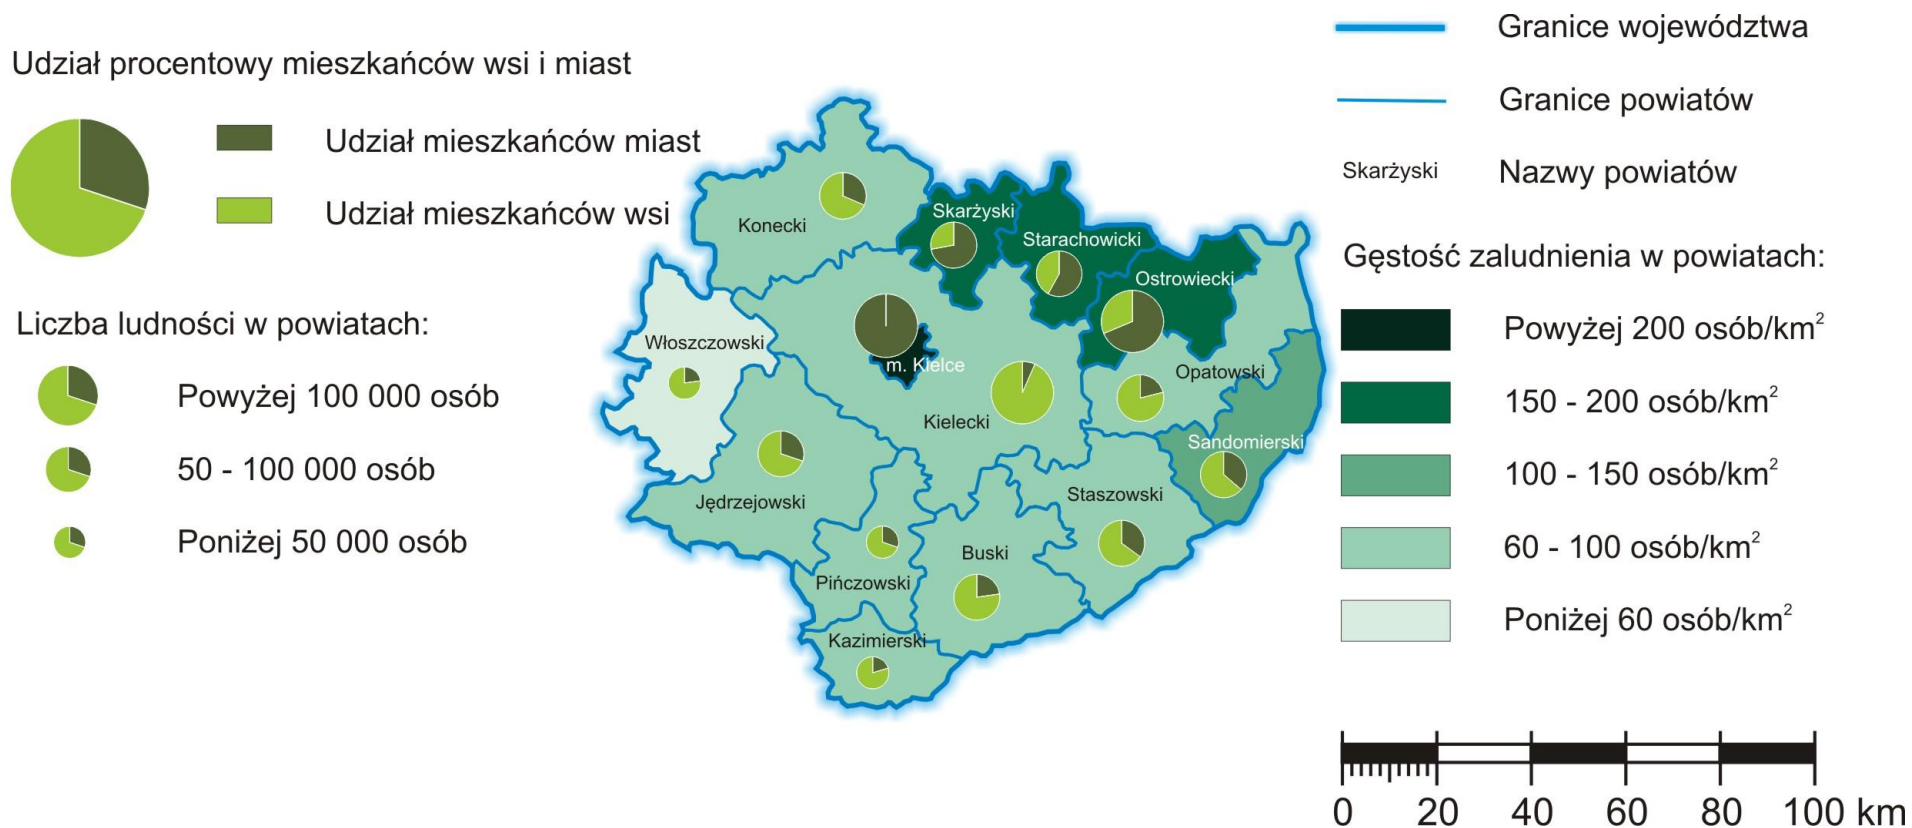 Udział procentowy mieszkańców wsi i miast
Udział mieszkańców miast
Udział mieszkańców wsi
Liczba ludności w powiatach:
Powyżej 100 000 osób
50 - 100 000 osób
Poniżej 50 000 osób
Konecki
Skarżyski
Starachowicki
Ostrowiecki
Włoszczowski
m. Kielce
Opatowski
Kielecki
Sandomierski
Jędrzejowski
Staszowski
Buski
Pińczowski
Kazimierski
Granice województwa
Granice powiatów
Skarżyski Nazwy powiatów
Gęstość zaludnienia w powiatach:
Powyżej 200 osób/km²
150 - 200 osób/km²
100 - 150 osób/km²
60 - 100 osób/km²
Poniżej 60 osób/km²
0 20 40 60 80 100 km